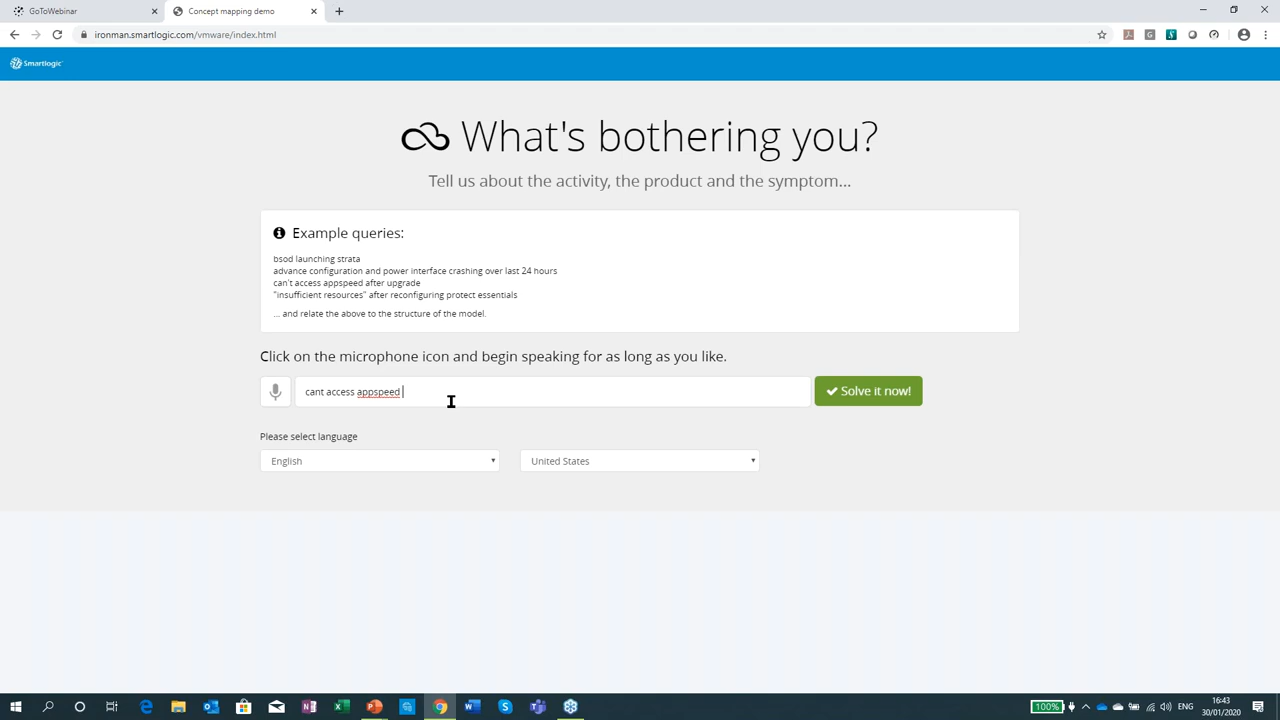 GoToWebinar
Concept mapping demo
ironman.smartlogic.com/vmware/index.html
Smartlogic
What's bothering you?
Tell us about the activity, the product and the symptom...
Example queries:
bsod launching strata
advance configuration and power interface crashing over last 24 hours
can't access appspeed after upgrade
"insufficient resources" after reconfiguring protect essentials
... and relate the above to the structure of the model.
Click on the microphone icon and begin speaking for as long as you like.
cant access appspeed
Solve it now!
Please select language
English
United States
100%
ENG
16:43
30/01/2020